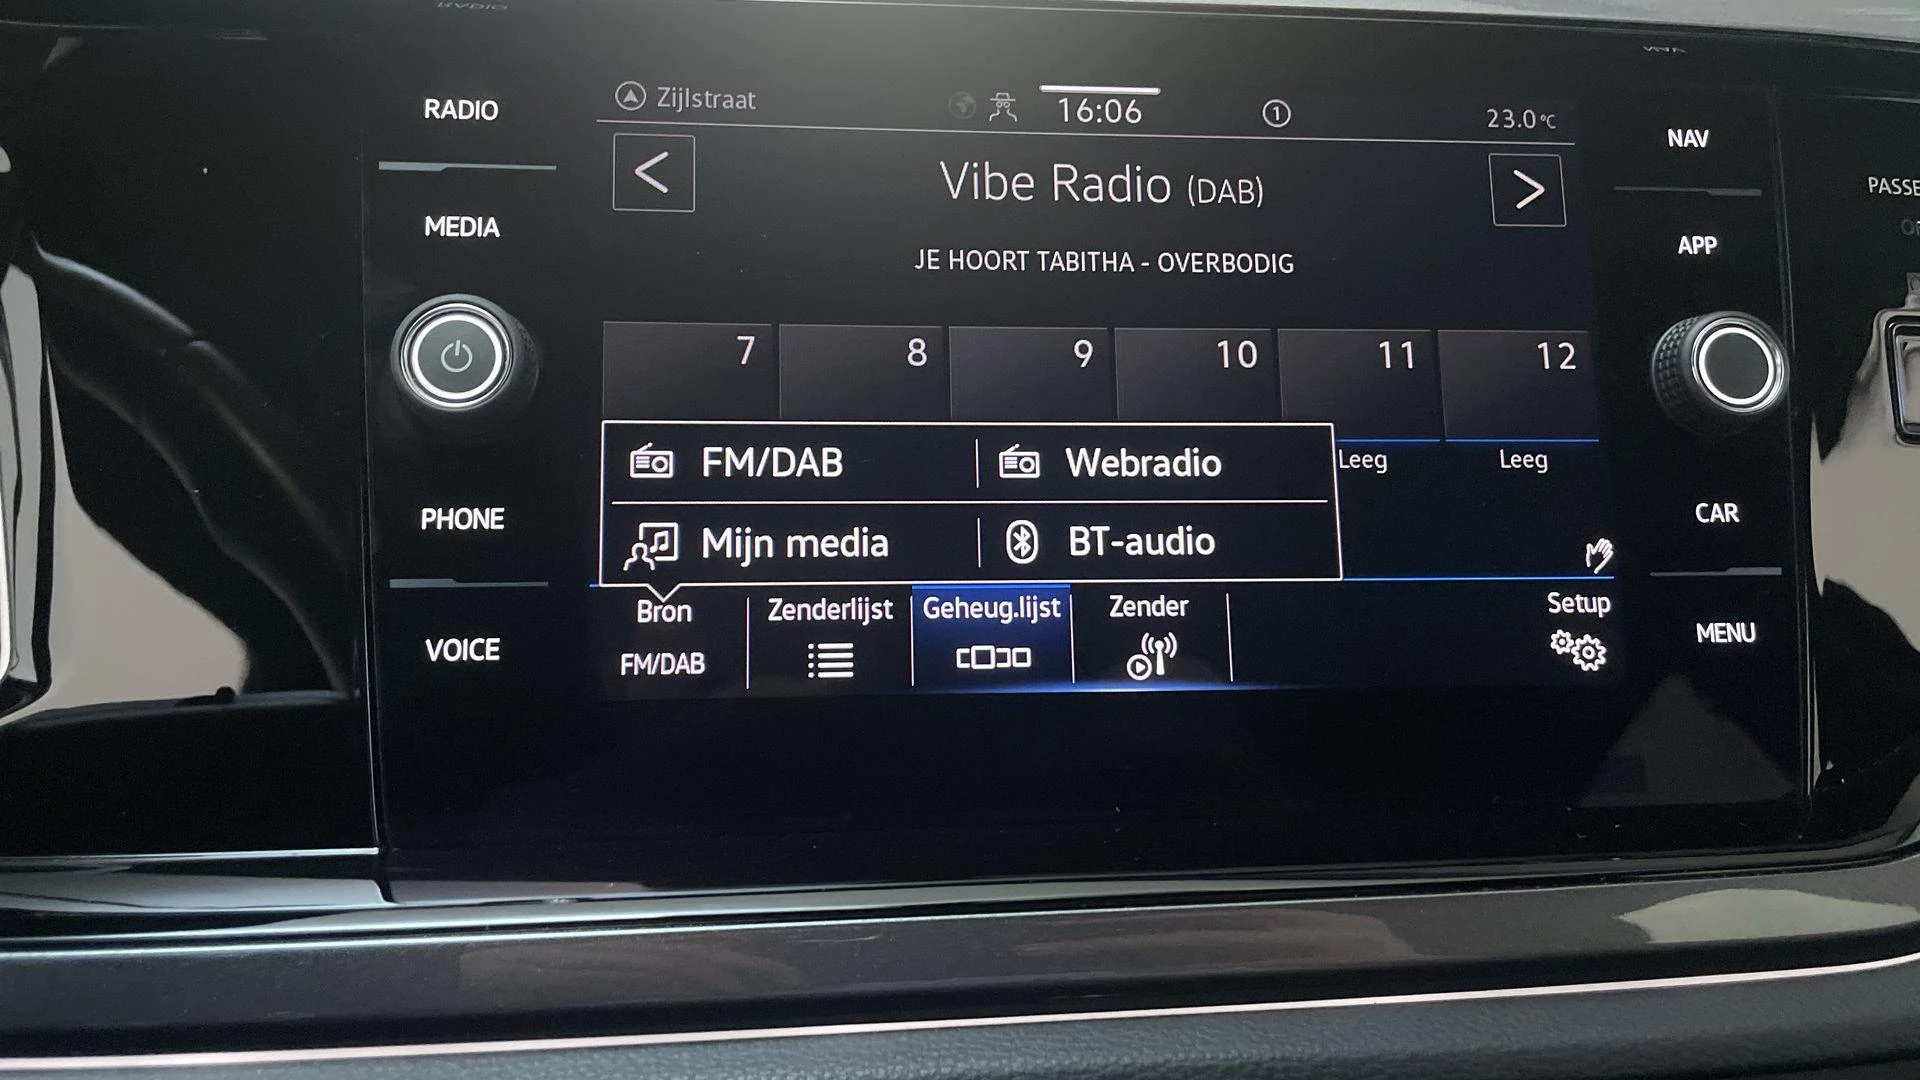 RADIO
MEDIA
PHONE
VOICE
Zijlstraat
16:06
1
23.0°C
<
Vibe Radio (DAB)
>
JE HOORT TABITHA - OVERBODIG
7 8 9 10 11 12
Leeg Leeg
FM/DAB Webradio
Mijn media BT-audio
Bron Zenderlijst Geheug.lijst Zender Setup
FM/DAB
NAV
APP
CAR
MENU
PASSE